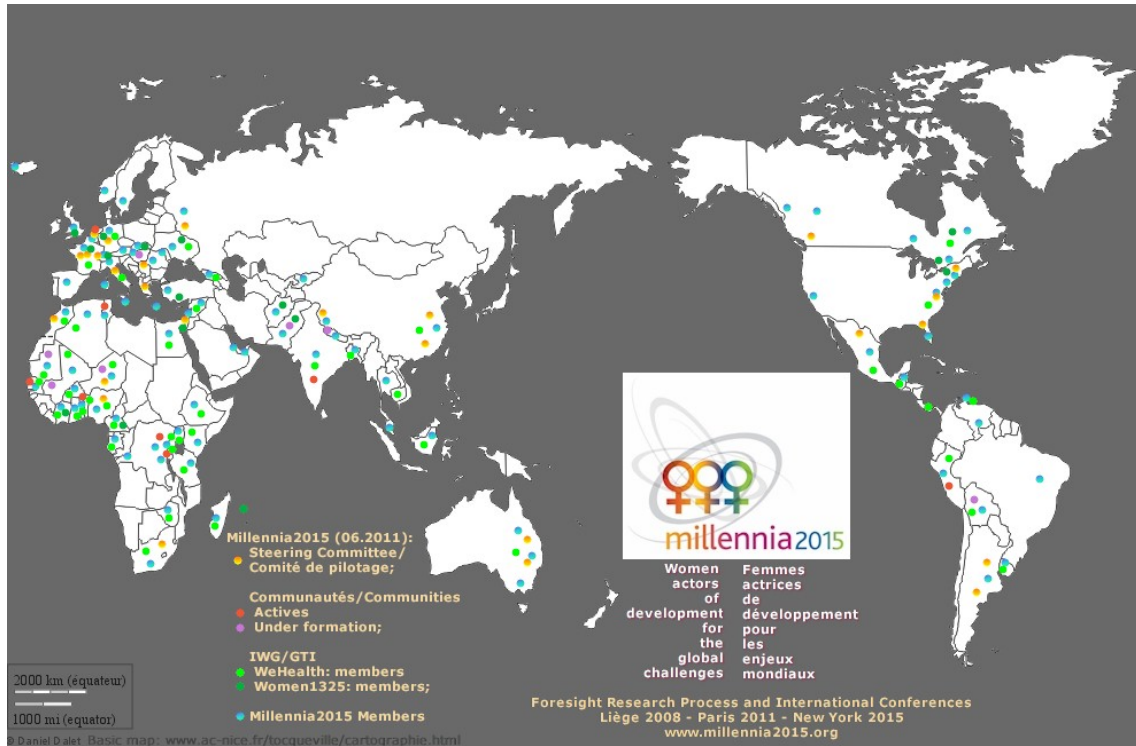 millennia2015
Millennia2015 (06.2011):
Steering Committee/
Comité de pilotage;
Communautés/Communities
Actives
Under formation;
IWG/GTI
WeHealth: members
Women1325: members;
Millennia2015 Members
Women
actors
of
development
for
the
global
challenges
Femmes
actrices
de
développement
pour
les
enjeux
mondiaux
Foresight Research Process and International Conferences
Liège 2008 - Paris 2011 - New York 2015
www.millennia2015.org
2000 km (équateur)
1000 mi (equator)
© Daniel Dalet Basic map: www.ac-nice.fr/tocqueville/cartographie.html